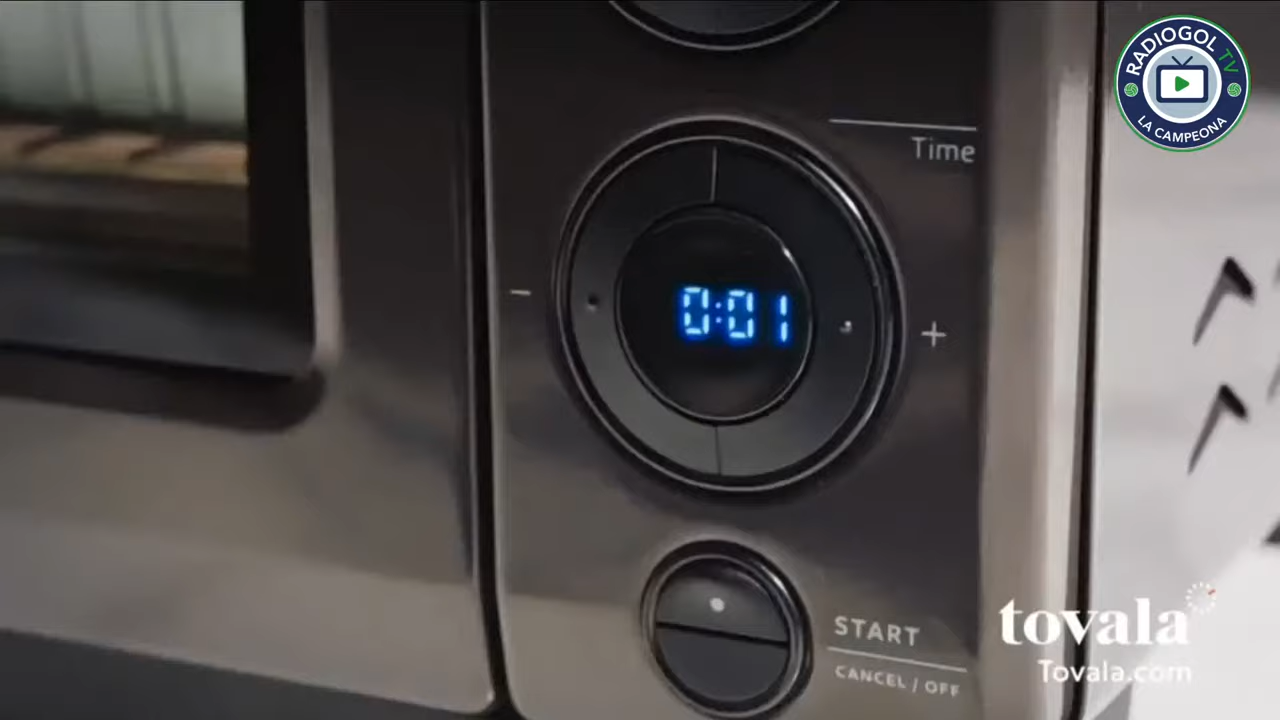 RADIOGOL TV
LA CAMPEONA
Time
−
0:01
+
START
CANCEL / OFF
tovala
Tovala.com